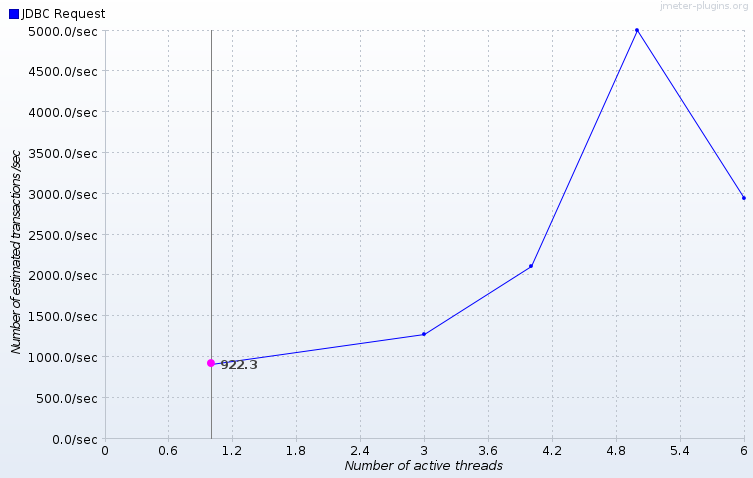 jmeter-plugins.org
JDBC Request
5000.0/sec
4500.0/sec
4000.0/sec
3500.0/sec
3000.0/sec
2500.0/sec
2000.0/sec
1500.0/sec
1000.0/sec
500.0/sec
0.0/sec
Number of estimated transactions /sec
922.3
0 0.6 1.2 1.8 2.4 3 3.6 4.2 4.8 5.4 6
Number of active threads